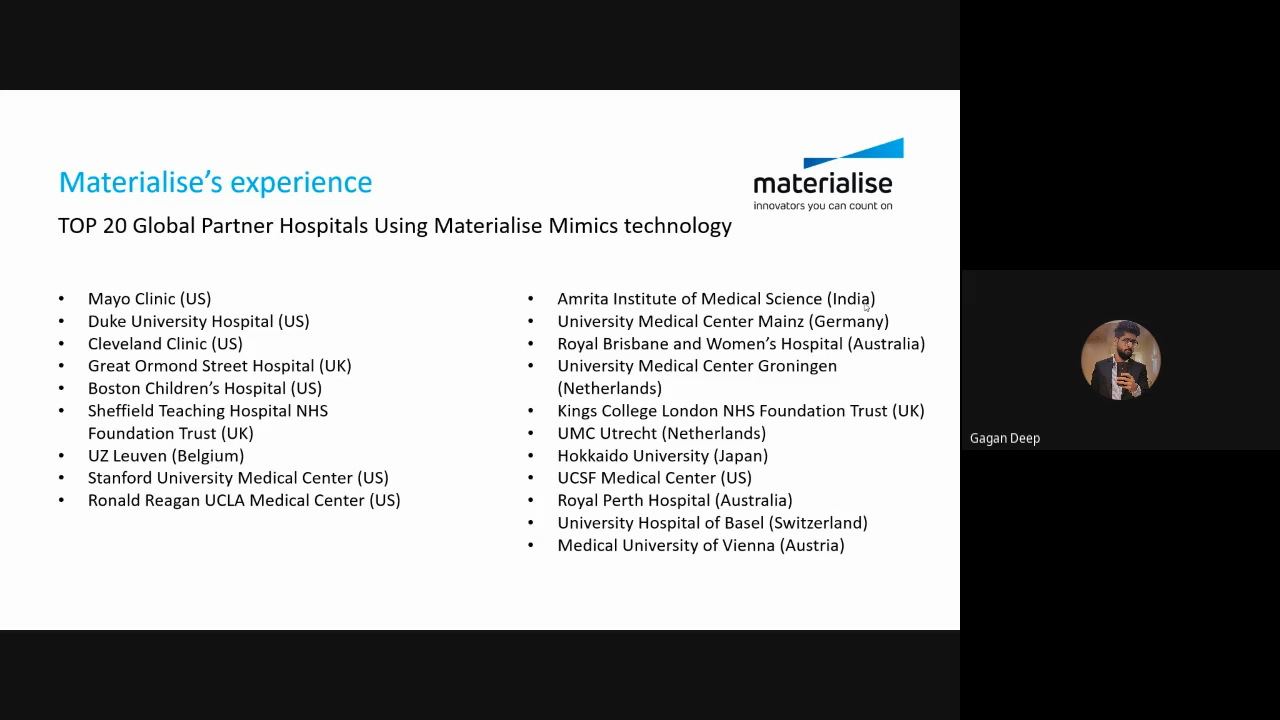 Materialise's experience
materialise
innovators you can count on
TOP 20 Global Partner Hospitals Using Materialise Mimics technology
• Mayo Clinic (US)
• Duke University Hospital (US)
• Cleveland Clinic (US)
• Great Ormond Street Hospital (UK)
• Boston Children's Hospital (US)
• Sheffield Teaching Hospital NHS
Foundation Trust (UK)
• UZ Leuven (Belgium)
• Stanford University Medical Center (US)
• Ronald Reagan UCLA Medical Center (US)
• Amrita Institute of Medical Science (India)
• University Medical Center Mainz (Germany)
• Royal Brisbane and Women's Hospital (Australia)
• University Medical Center Groningen
(Netherlands)
• Kings College London NHS Foundation Trust (UK)
• UMC Utrecht (Netherlands)
• Hokkaido University (Japan)
• UCSF Medical Center (US)
• Royal Perth Hospital (Australia)
• University Hospital of Basel (Switzerland)
• Medical University of Vienna (Austria)
Gagan Deep